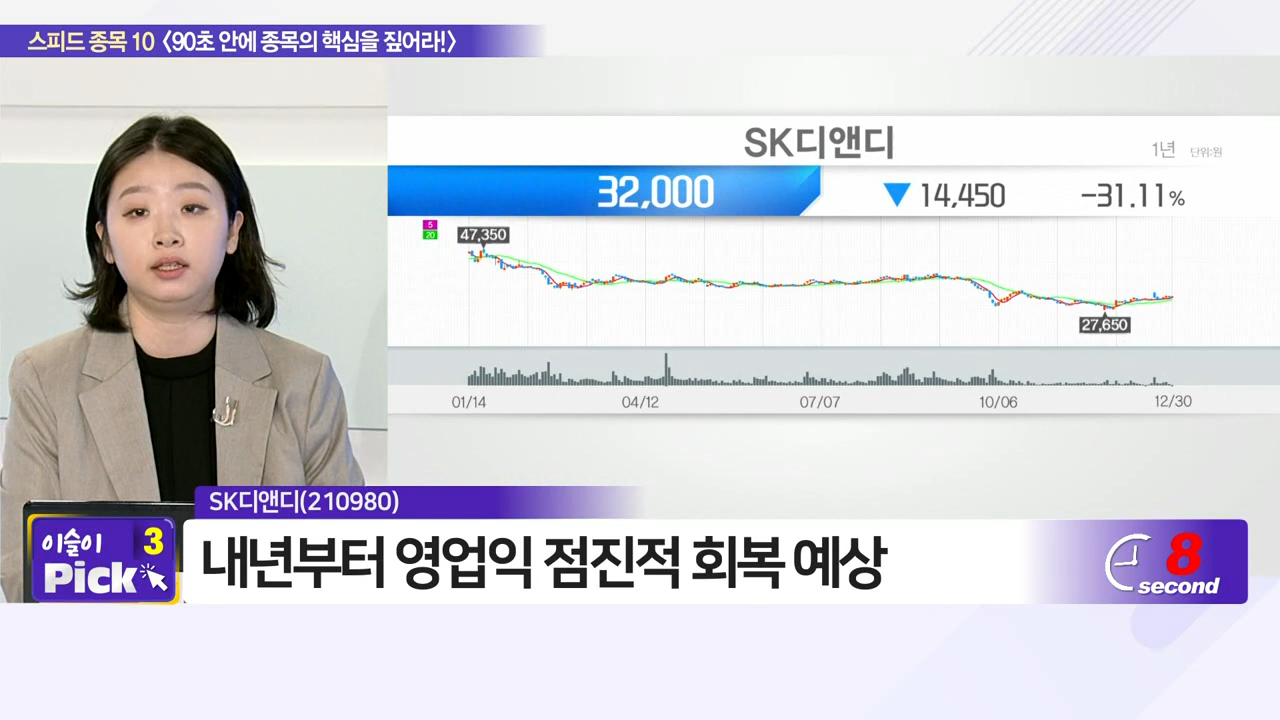 스피드 종목 10 <90초 안에 종목의 핵심을 짚어라!>
SK디앤디
1년 단위:원
32,000 ▼ 14,450 -31.11%
5
20
47,350
27,650
01/14 04/12 07/07 10/06 12/30
SK디앤디(210980)
이슬이 3
Pick
내년부터 영업익 점진적 회복 예상
8
second